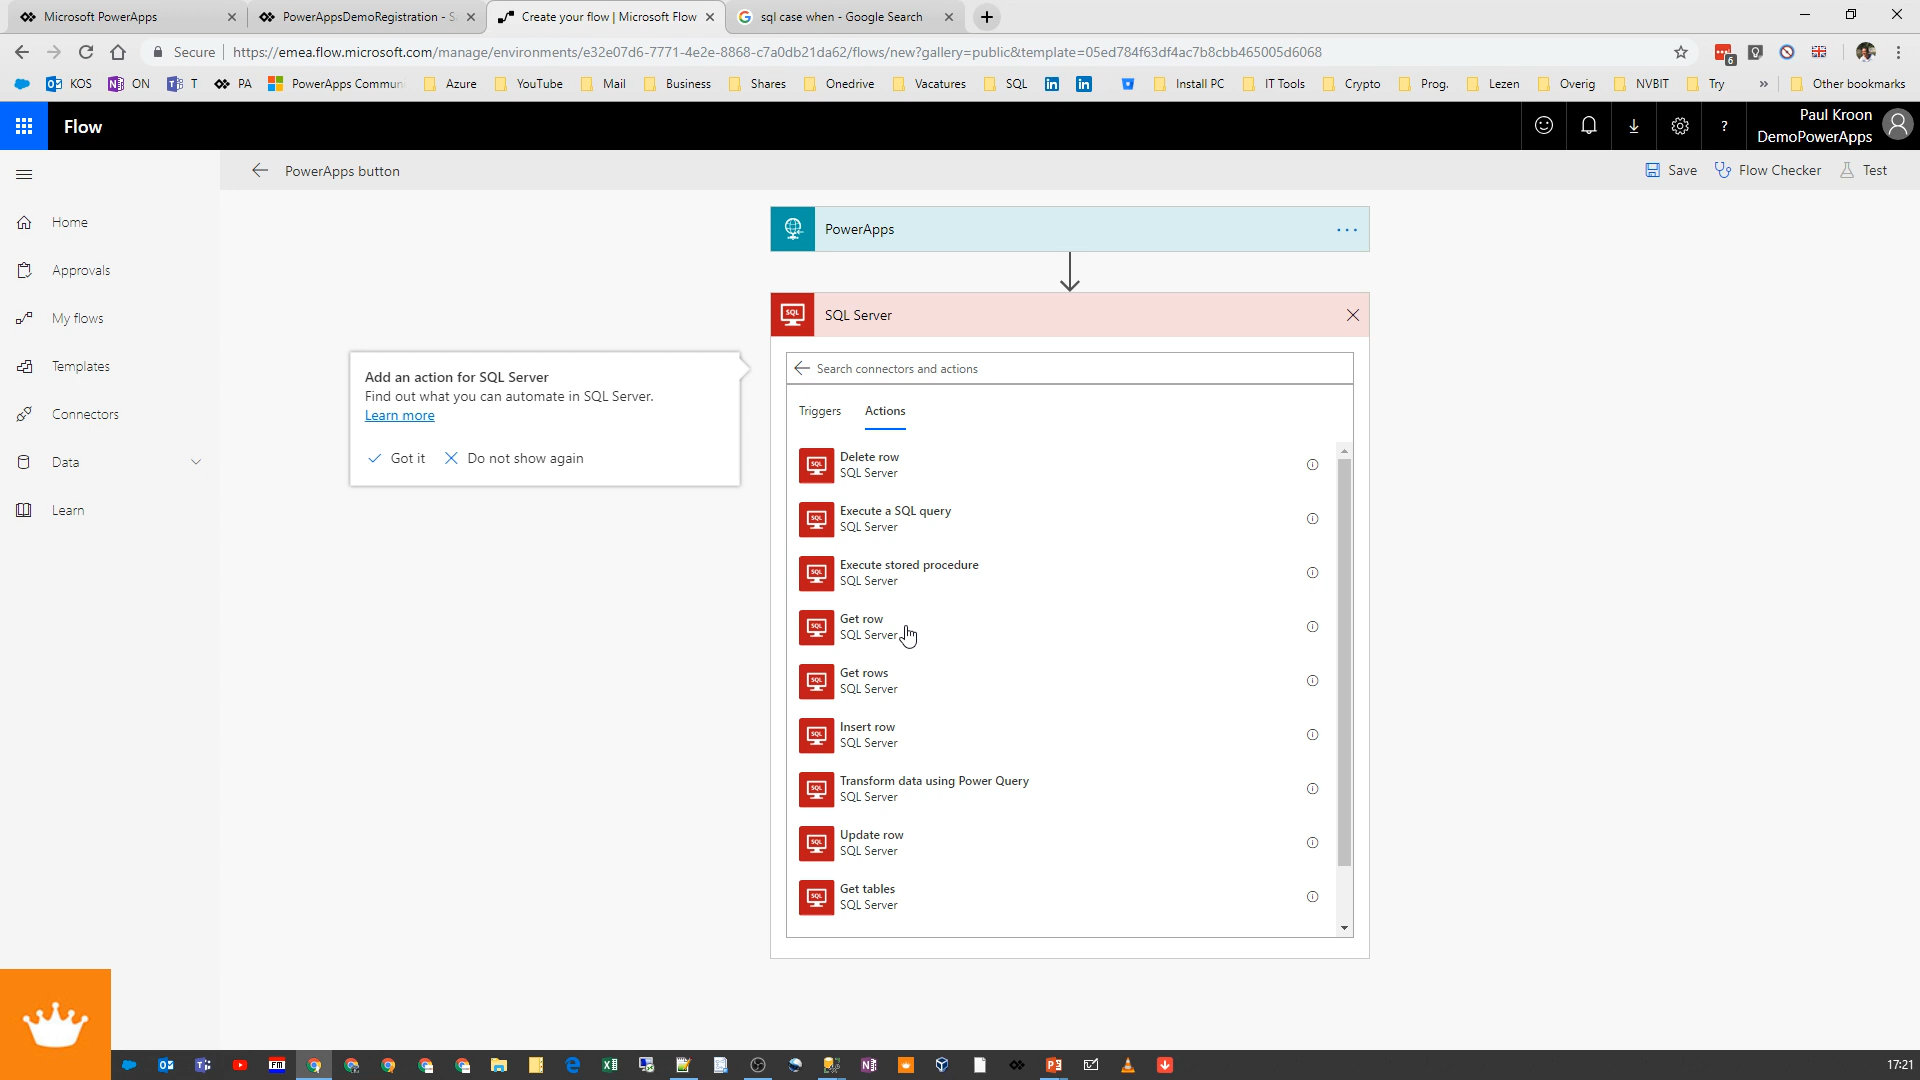 Microsoft PowerApps
PowerAppsDemoRegistration - S
Create your flow | Microsoft Flow
sql case when - Google Search
Secure
https://emea.flow.microsoft.com/manage/environments/e32e07d6-7771-4e2e-8868-c7a0db21da62/flows/new?gallery=public&template=05ed784f63df4ac7b8cbb465005d6068
6
KOS ON T PA PowerApps Commun Azure YouTube Mail Business Shares Onedrive Vacatures SQL Install PC IT Tools Crypto Prog. Lezen Overig NVBIT Try » Other bookmarks
Flow
?
Paul Kroon
DemoPowerApps
PowerApps button
Save
Flow Checker
Test
Home
Approvals
My flows
Templates
Connectors
Data
Learn
PowerApps
...
SQL Server
Add an action for SQL Server
Find out what you can automate in SQL Server.
Learn more
Got it
Do not show again
Search connectors and actions
Triggers Actions
Delete row
SQL Server
Execute a SQL query
SQL Server
Execute stored procedure
SQL Server
Get row
SQL Server
Get rows
SQL Server
Insert row
SQL Server
Transform data using Power Query
SQL Server
Update row
SQL Server
Get tables
SQL Server
17:21